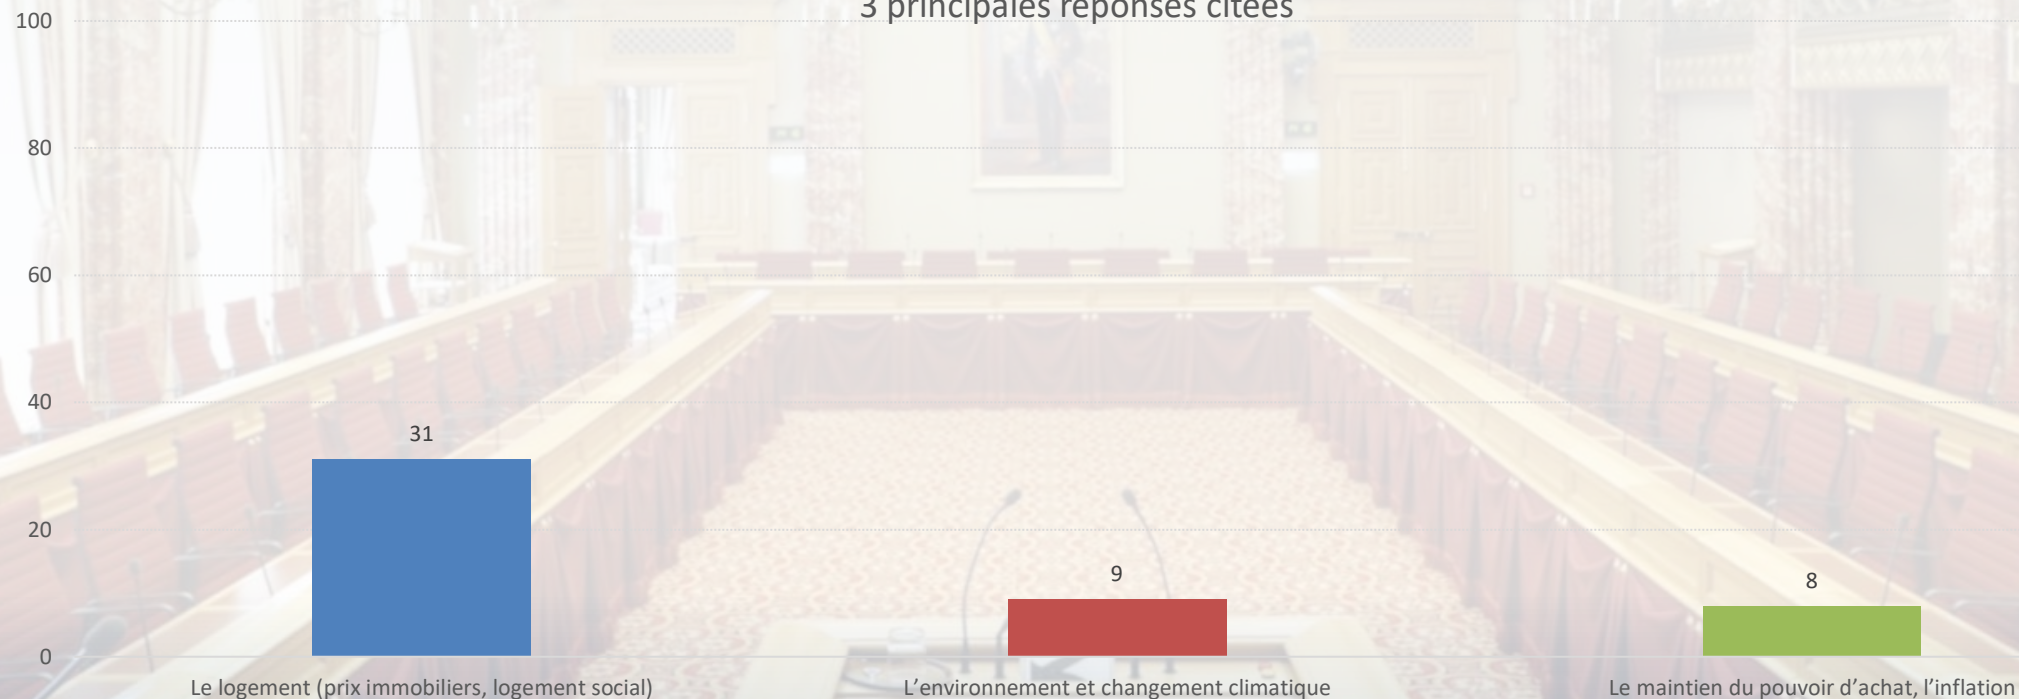 3 principales réponses citées
100
80
60
40
20
0
31
9
8
Le logement (prix immobiliers, logement social)
L’environnement et changement climatique
Le maintien du pouvoir d’achat, l’inflation